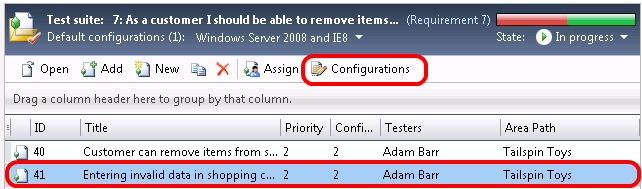 Test suite: 7: As a customer I should be able to remove items... (Requirement 7)
Default configurations (1): Windows Server 2008 and IE8 State: In progress
Open Add New Assign Configurations
Drag a column header here to group by that column.
ID Title Priority Confi... Testers Area Path
40 Customer can remove items from s... 2 2 Adam Barr Tailspin Toys
41 Entering invalid data in shopping c... 2 2 Adam Barr Tailspin Toys